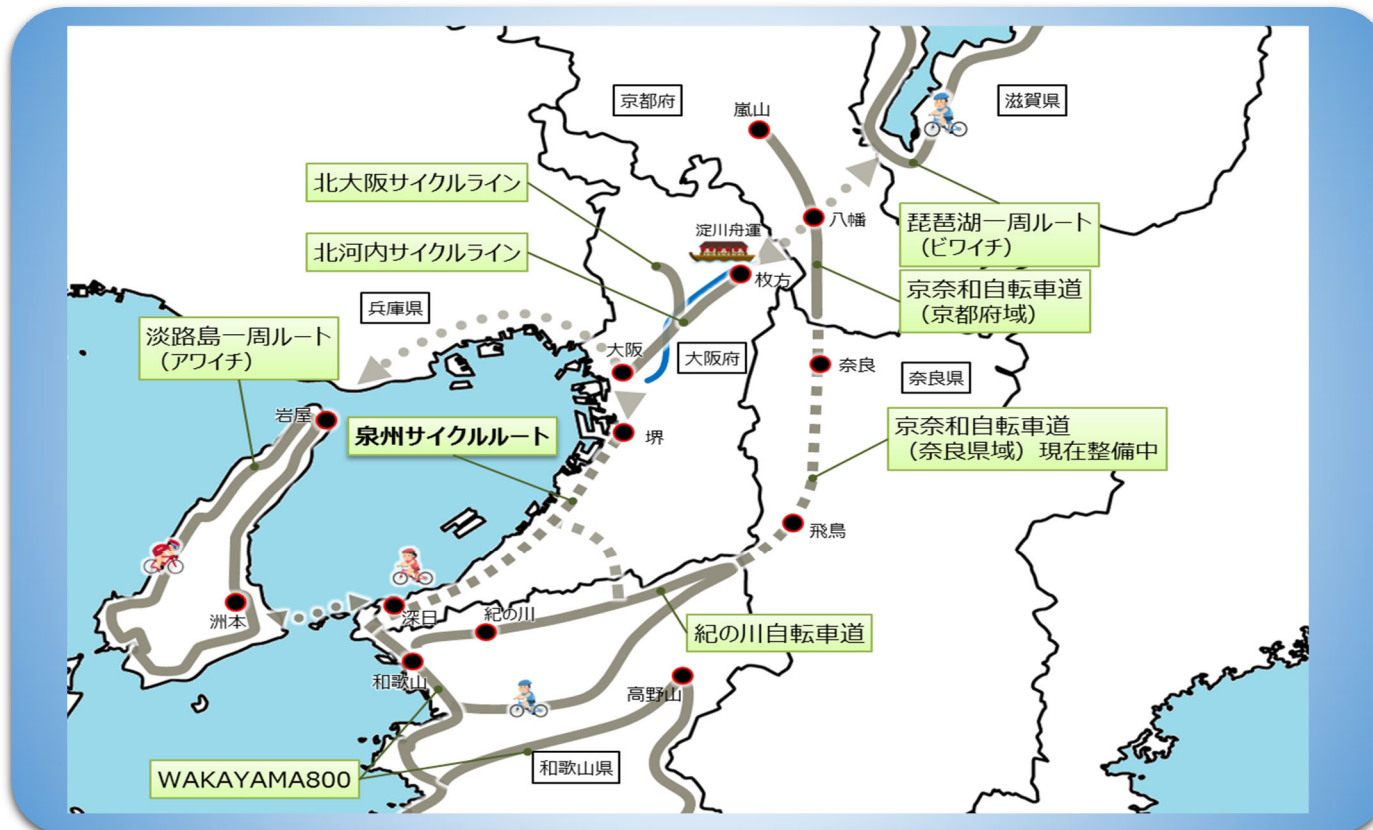 京都府
滋賀県
嵐山
北大阪サイクルライン
八幡
琵琶湖一周ルート
(ビワイチ)
淀川舟運
北河内サイクルライン
枚方
京奈和自転車道
(京都府域)
兵庫県
淡路島一周ルート
(アワイチ)
大阪
大阪府
奈良
奈良県
岩屋
泉州サイクルルート
堺
京奈和自転車道
(奈良県域) 現在整備中
飛鳥
洲本
深日
紀の川
紀の川自転車道
和歌山
高野山
WAKAYAMA800
和歌山県